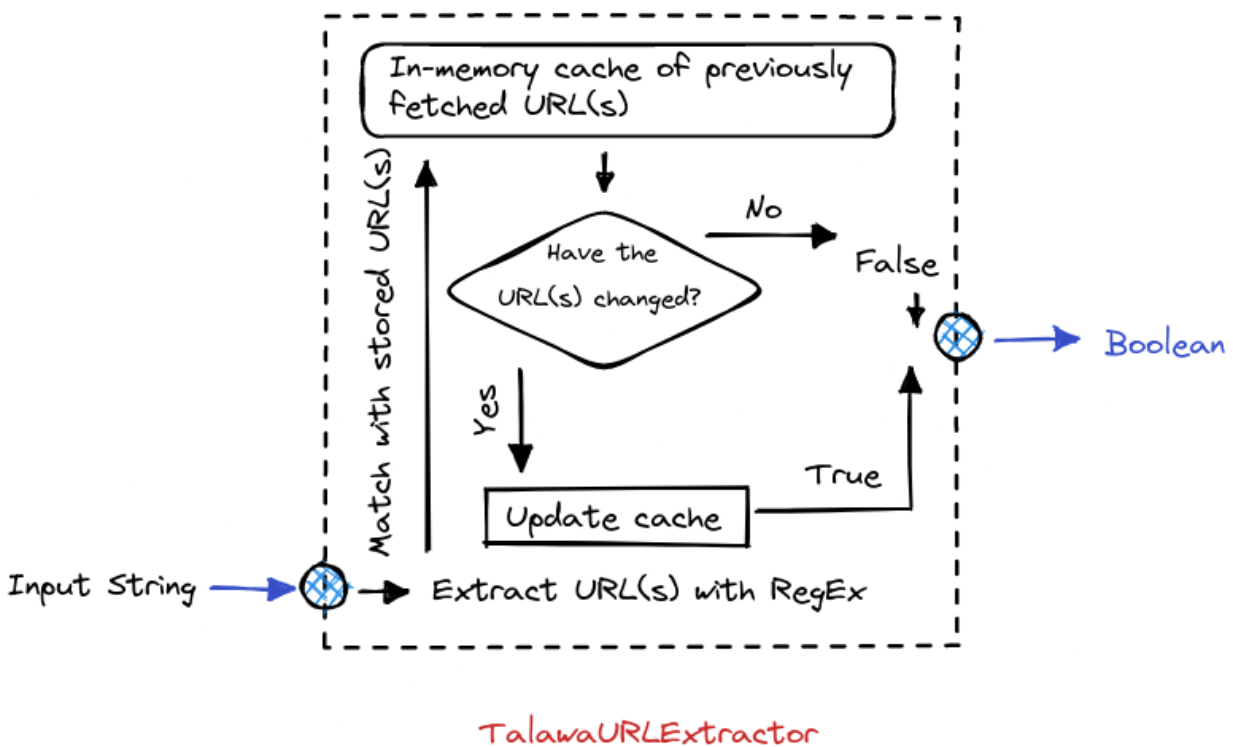 In-memory cache of previously
fetched URL(s)
Match with stored URL(s)
No
Have the
URL(s) changed?
False
Boolean
Yes
True
Update cache
Input String
Extract URL(s) with RegEx
TalawaURLExtractor